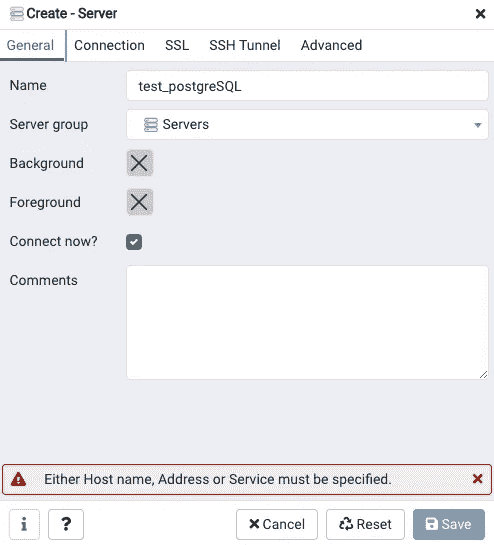 Create - Server
General Connection SSL SSH Tunnel Advanced
Name test_postgreSQL
Server group Servers
Background
Foreground
Connect now?
Comments
Either Host name, Address or Service must be specified.
i ? Cancel Reset Save